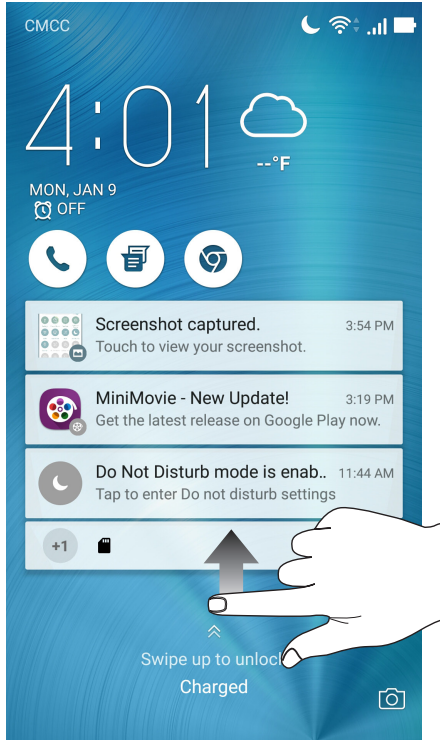 CMCC
4:01
--°F
MON, JAN 9
OFF
Screenshot captured. 3:54 PM
Touch to view your screenshot.
MiniMovie - New Update! 3:19 PM
Get the latest release on Google Play now.
Do Not Disturb mode is enab.. 11:44 AM
Tap to enter Do not disturb settings
+1
Swipe up to unlock
Charged